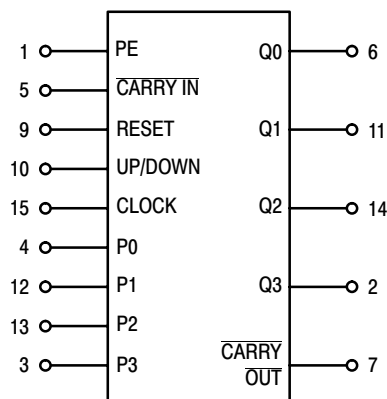 1 PE Q0 6
5 CARRY IN
9 RESET Q1 11
10 UP/DOWN
15 CLOCK Q2 14
4 P0
12 P1 Q3 2
13 P2
CARRY
3 P3 OUT 7